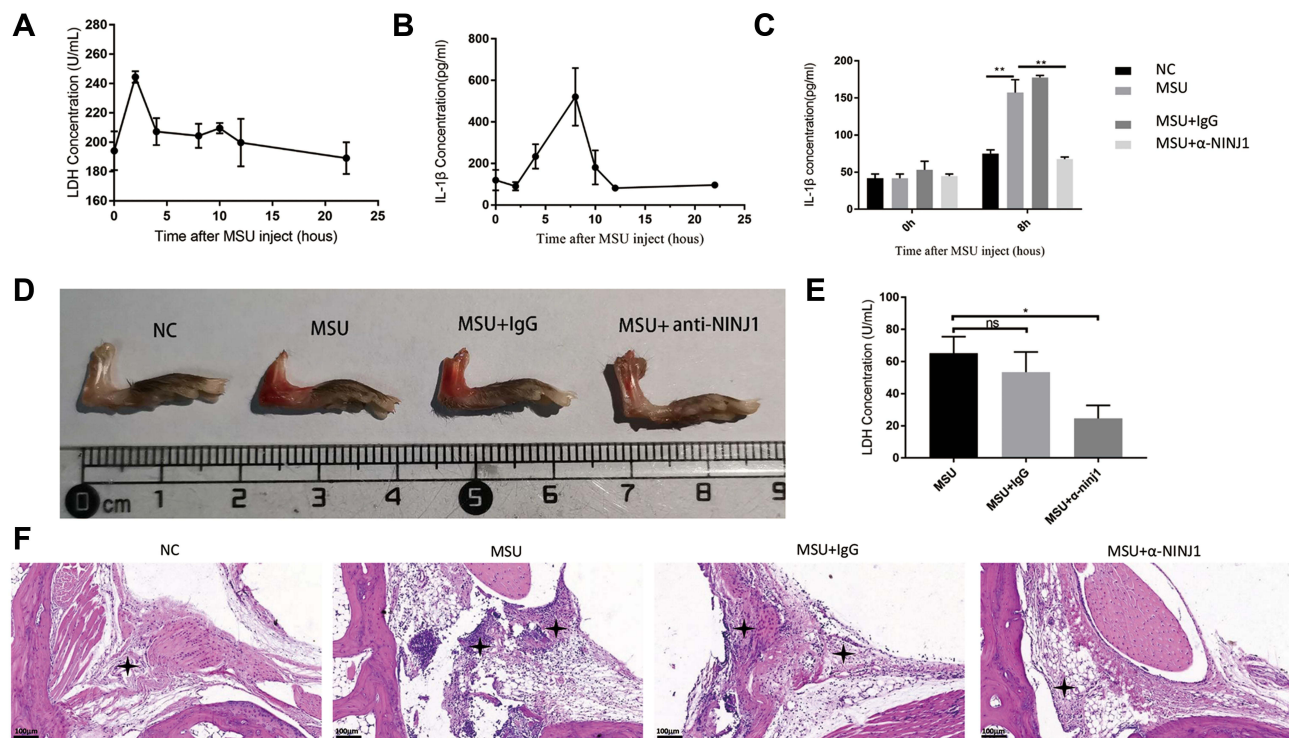 A
LDH Concentration (U/mL)
280
260
240
220
200
180
160
0
5
10
15
20
25
Time after MSU inject (hous)
B
IL-1β Concentration(pg/ml)
800
600
400
200
0
0
5
10
15
20
25
Time after MSU inject (hous)
C
IL-1β concentration(pg/ml)
200
150
100
50
0
**
**
0h
8h
Time after MSU inject (hous)
NC
MSU
MSU+IgG
MSU+α-NINJ1
D
NC
MSU
MSU+IgG
MSU+ anti-NINJ1
0 cm 1 2 3 4 5 6 7 8 9
E
LDH Concentration (U/mL)
100
80
60
40
20
0
*
ns
MSU
MSU+IgG
MSU+α-ninj1
F
NC
MSU
MSU+IgG
MSU+α-NINJ1
100μm
100μm
100μm
100μm